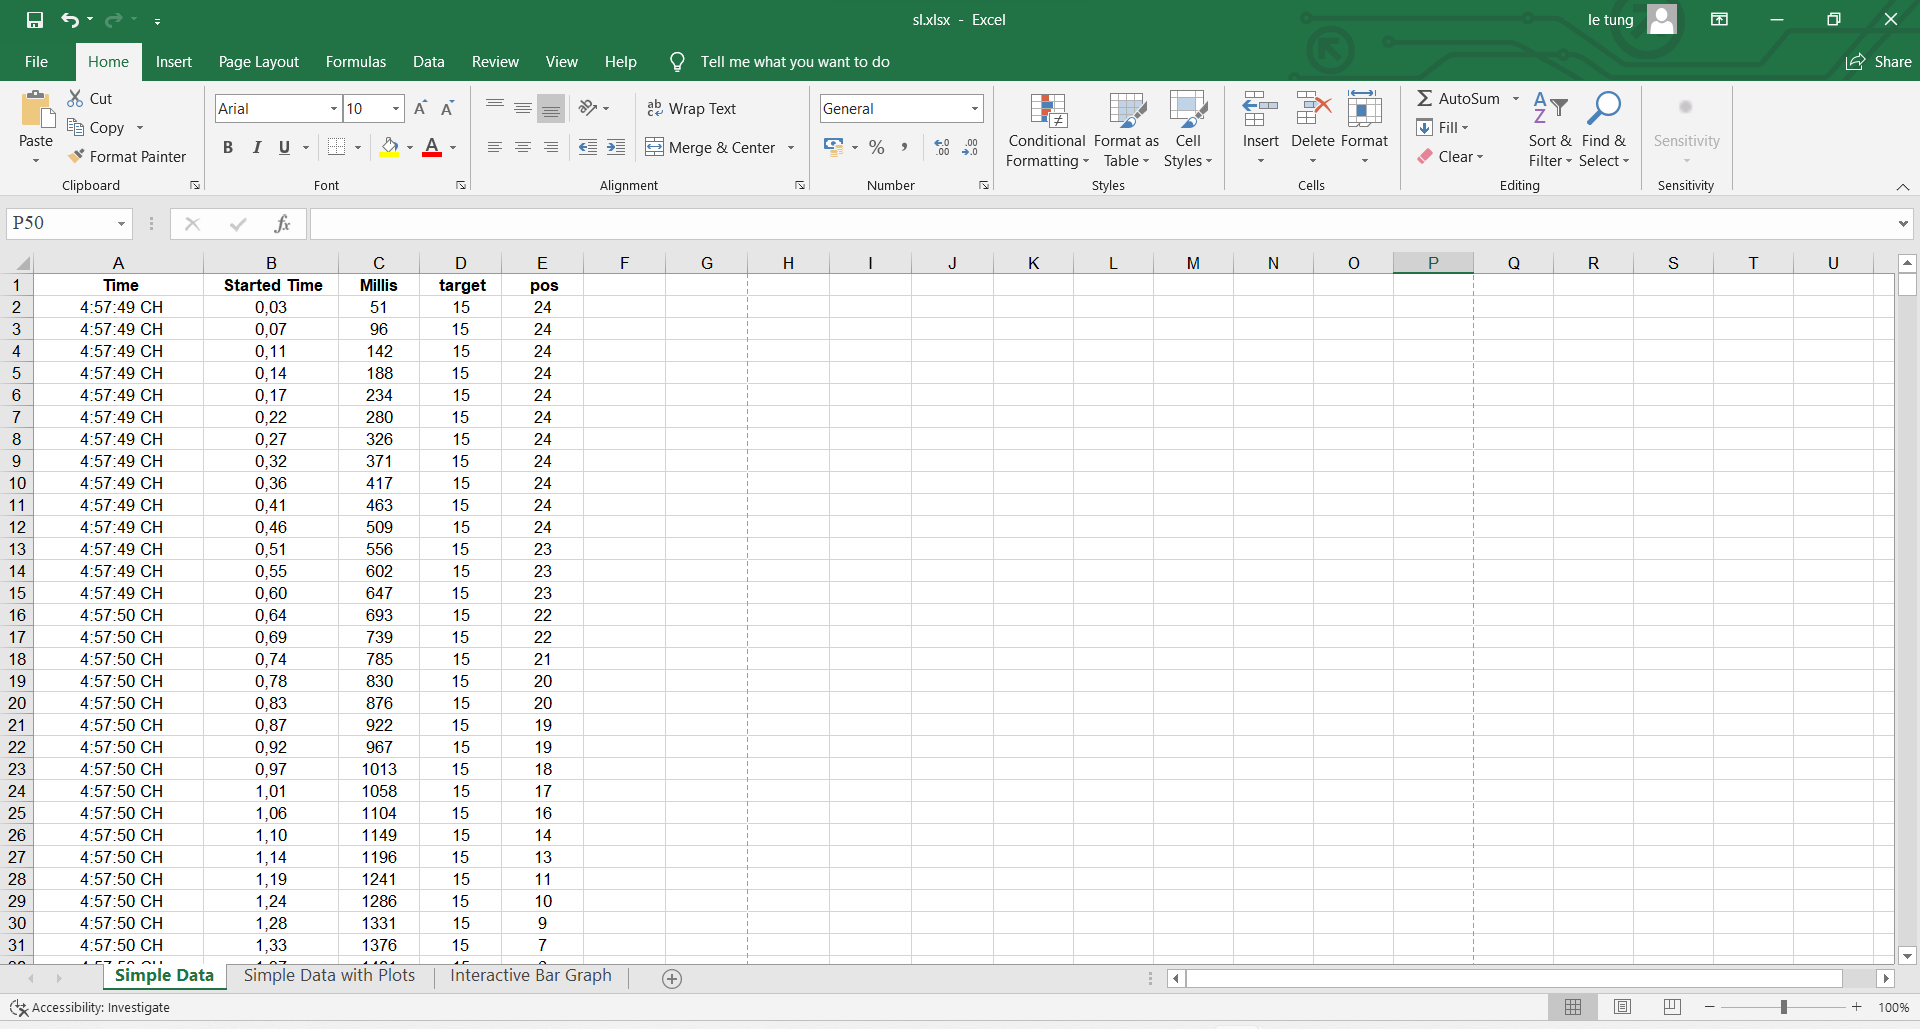 sl.xlsx - Excel
le tung
File Home Insert Page Layout Formulas Data Review View Help Tell me what you want to do
Share
Paste
Cut
Copy
Format Painter
Clipboard
Arial 10
B I U
Font
Wrap Text
Merge & Center
Alignment
General
Number
Conditional Formatting
Format as Table
Cell Styles
Styles
Insert Delete Format
Cells
AutoSum
Fill
Clear
Sort & Filter
Find & Select
Editing
Sensitivity
Sensitivity
P50
fx
A B C D E F G H I J K L M N O P Q R S T U
1 Time Started Time Millis target pos
2 4:57:49 CH 0,03 51 15 24
3 4:57:49 CH 0,07 96 15 24
4 4:57:49 CH 0,11 142 15 24
5 4:57:49 CH 0,14 188 15 24
6 4:57:49 CH 0,17 234 15 24
7 4:57:49 CH 0,22 280 15 24
8 4:57:49 CH 0,27 326 15 24
9 4:57:49 CH 0,32 371 15 24
10 4:57:49 CH 0,36 417 15 24
11 4:57:49 CH 0,41 463 15 24
12 4:57:49 CH 0,46 509 15 24
13 4:57:49 CH 0,51 556 15 23
14 4:57:49 CH 0,55 602 15 23
15 4:57:49 CH 0,60 647 15 23
16 4:57:50 CH 0,64 693 15 22
17 4:57:50 CH 0,69 739 15 22
18 4:57:50 CH 0,74 785 15 21
19 4:57:50 CH 0,78 830 15 20
20 4:57:50 CH 0,83 876 15 20
21 4:57:50 CH 0,87 922 15 19
22 4:57:50 CH 0,92 967 15 19
23 4:57:50 CH 0,97 1013 15 18
24 4:57:50 CH 1,01 1058 15 17
25 4:57:50 CH 1,06 1104 15 16
26 4:57:50 CH 1,10 1149 15 14
27 4:57:50 CH 1,14 1196 15 13
28 4:57:50 CH 1,19 1241 15 11
29 4:57:50 CH 1,24 1286 15 10
30 4:57:50 CH 1,28 1331 15 9
31 4:57:50 CH 1,33 1376 15 7
Simple Data Simple Data with Plots Interactive Bar Graph
Accessibility: Investigate
100%